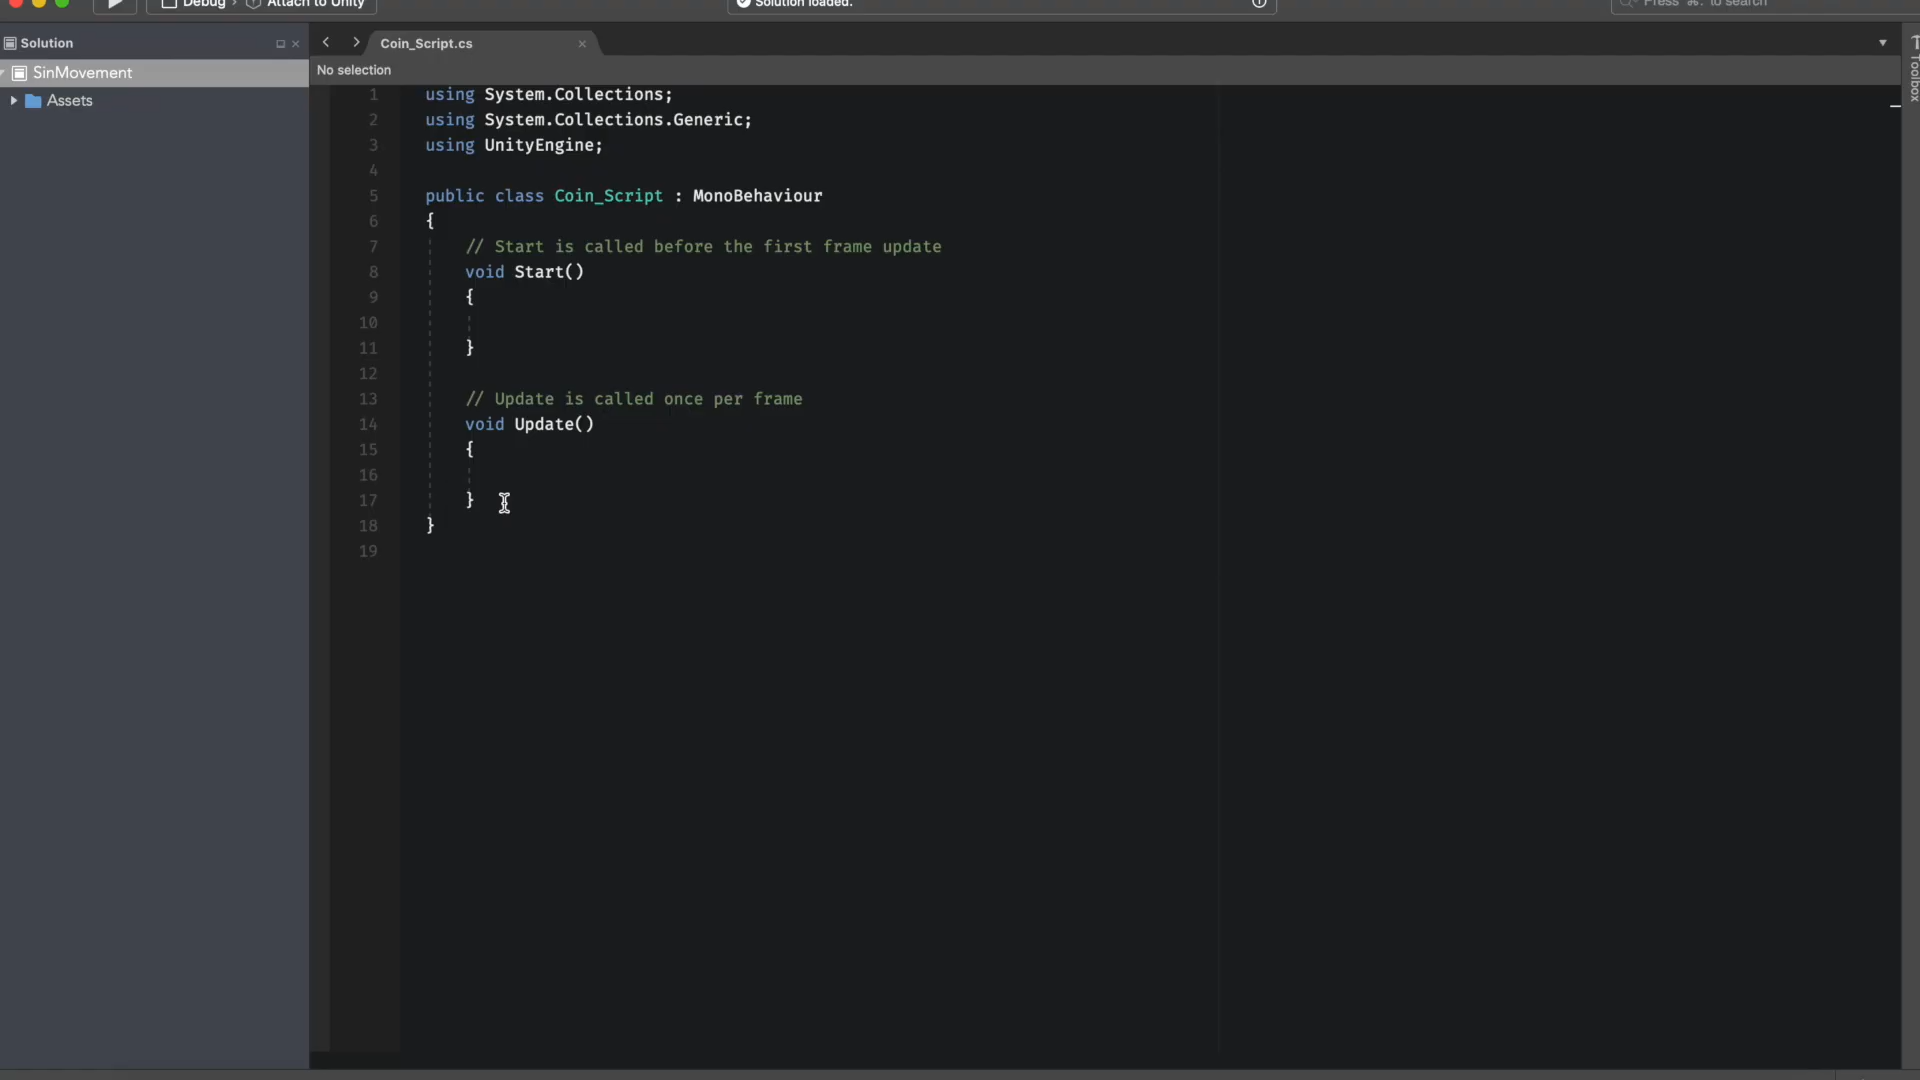 Debug › Attach to Unity
Solution loaded.
Press ⌘. to search
Solution
Coin_Script.cs
Toolbox
SinMovement
No selection
Assets
1 using System.Collections;
2 using System.Collections.Generic;
3 using UnityEngine;
4
5 public class Coin_Script : MonoBehaviour
6 {
7 // Start is called before the first frame update
8 void Start()
9 {
10
11 }
12
13 // Update is called once per frame
14 void Update()
15 {
16
17 }
18 }
19